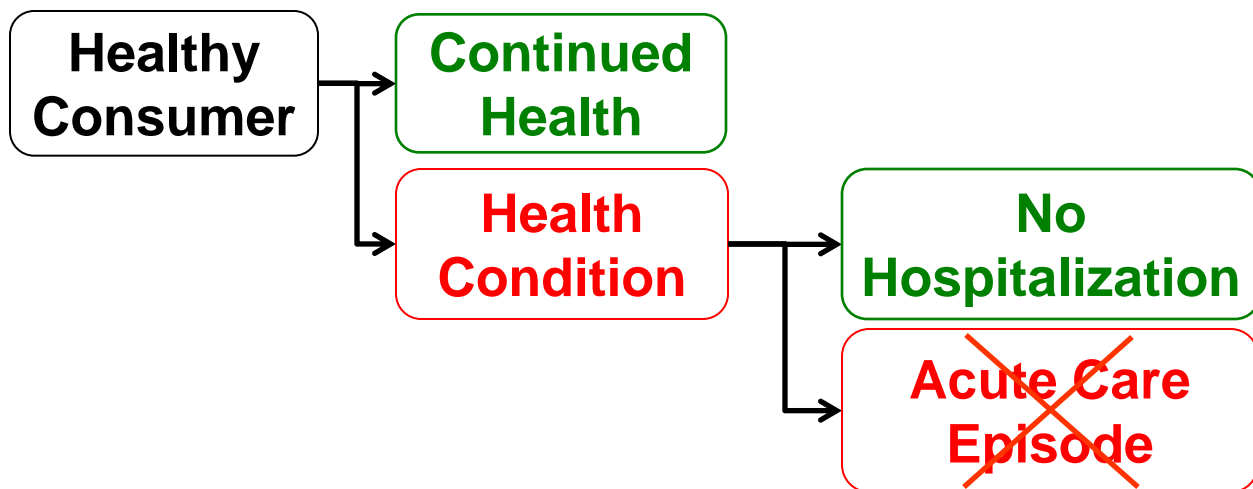 Healthy
Consumer
Continued
Health
Health
Condition
No
Hospitalization
Acute Care
Episode